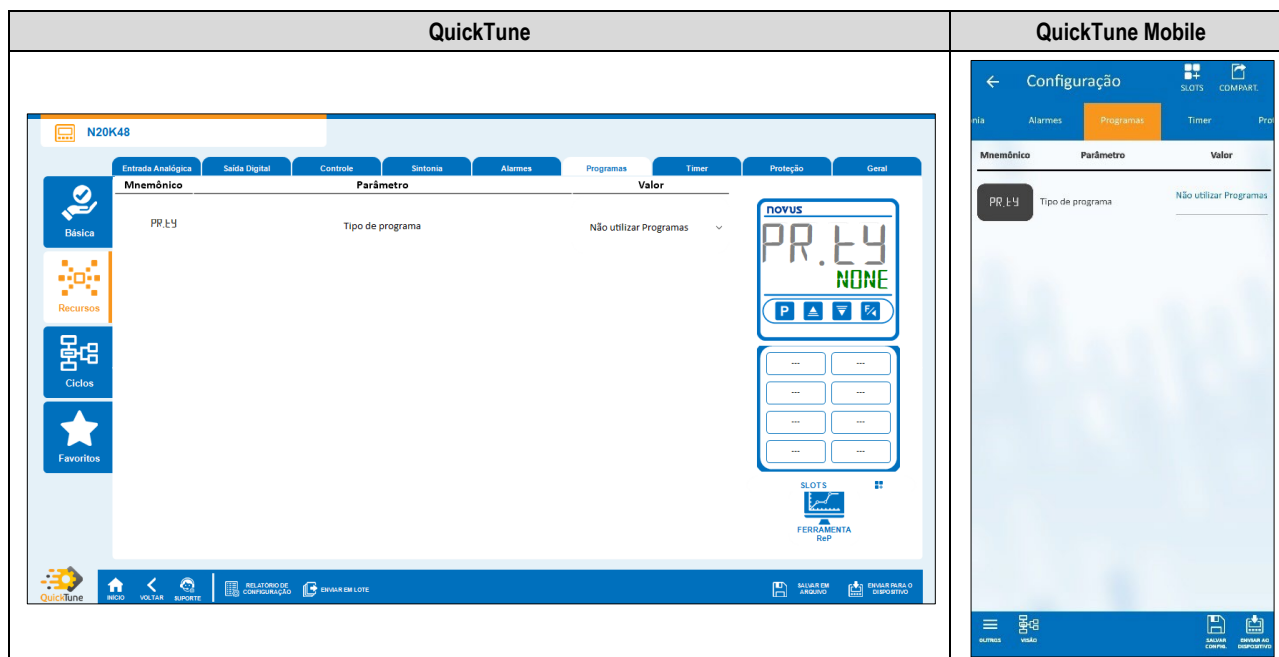 QuickTune
QuickTune Mobile
N20K48
Entrada Analógica
Saída Digital
Controle
Sintonia
Alarmes
Programas
Timer
Proteção
Geral
Mnemônico
Parâmetro
Valor
PR.tY
Tipo de programa
Não utilizar Programas
Básica
Recursos
Ciclos
Favoritos
novus
PR.tY
NONE
P
F/
---
---
---
---
---
---
---
---
SLOTS
FERRAMENTA
ReP
QuickTune
INÍCIO
VOLTAR
SUPORTE
RELATÓRIO DE
CONFIGURAÇÃO
ENVIAR EM LOTE
SALVAR EM
ARQUIVO
ENVIAR PARA O
DISPOSITIVO
Configuração
SLOTS
COMPART.
nia
Alarmes
Programas
Timer
Pro
Mnemônico
Parâmetro
Valor
PR.tY
Tipo de programa
Não utilizar Programas
OUTROS
VISÃO
SALVAR
CONFIG.
ENVIAR AO
DISPOSITIVO